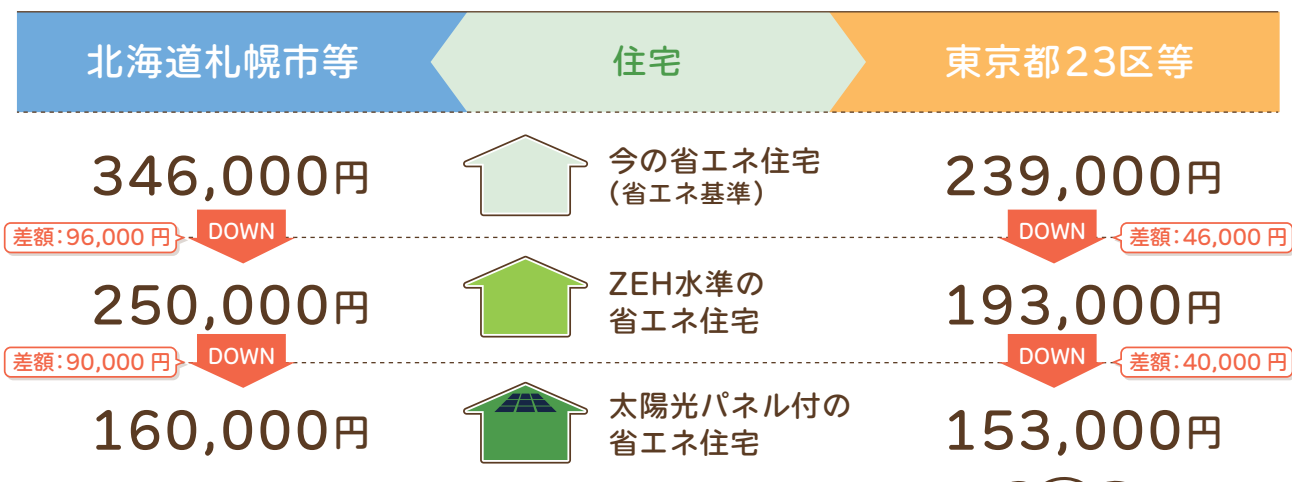 北海道札幌市等
住宅
東京都23区等
346,000円
今の省エネ住宅
(省エネ基準)
239,000円
差額:96,000 円
DOWN
DOWN
差額:46,000 円
250,000円
ZEH水準の
省エネ住宅
193,000円
差額:90,000 円
DOWN
DOWN
差額:40,000 円
160,000円
太陽光パネル付の
省エネ住宅
153,000円